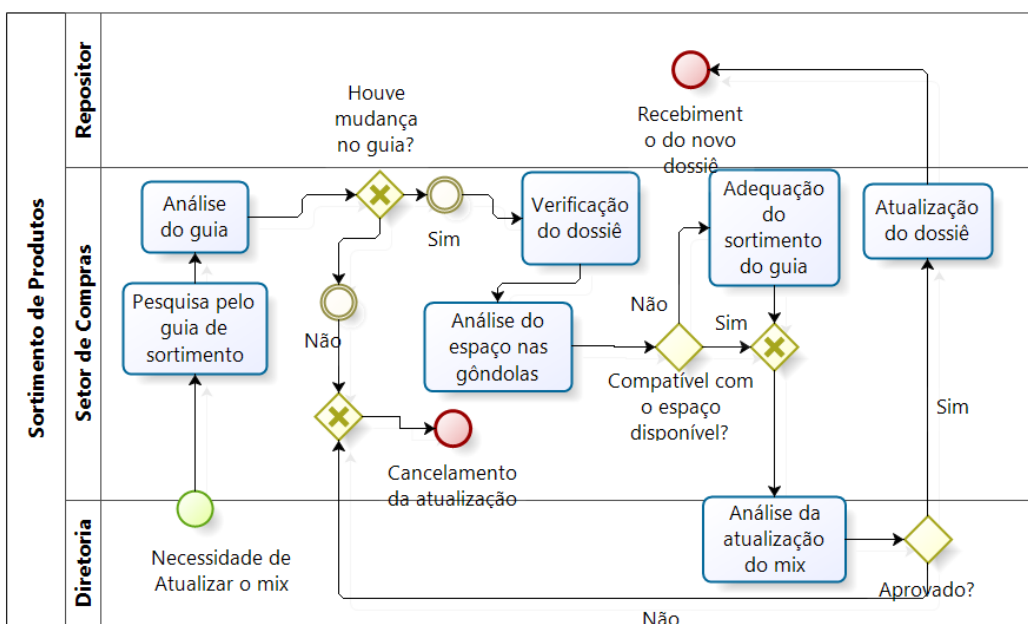 Sortimento de Produtos
Repositor
Houve
mudança
no guia?
Recebiment
o do novo
dossiê
Setor de Compras
Análise
do guia
Sim
Verificação
do dossiê
Adequação
do
sortimento
do guia
Atualização
do dossiê
Pesquisa pelo
guia de
sortimento
Não
Análise do
espaço nas
gôndolas
Não
Sim
Compatível com
o espaço
disponível?
Sim
Cancelamento
da atualização
Diretoria
Necessidade de
Atualizar o mix
Análise da
atualização
do mix
Aprovado?
Não